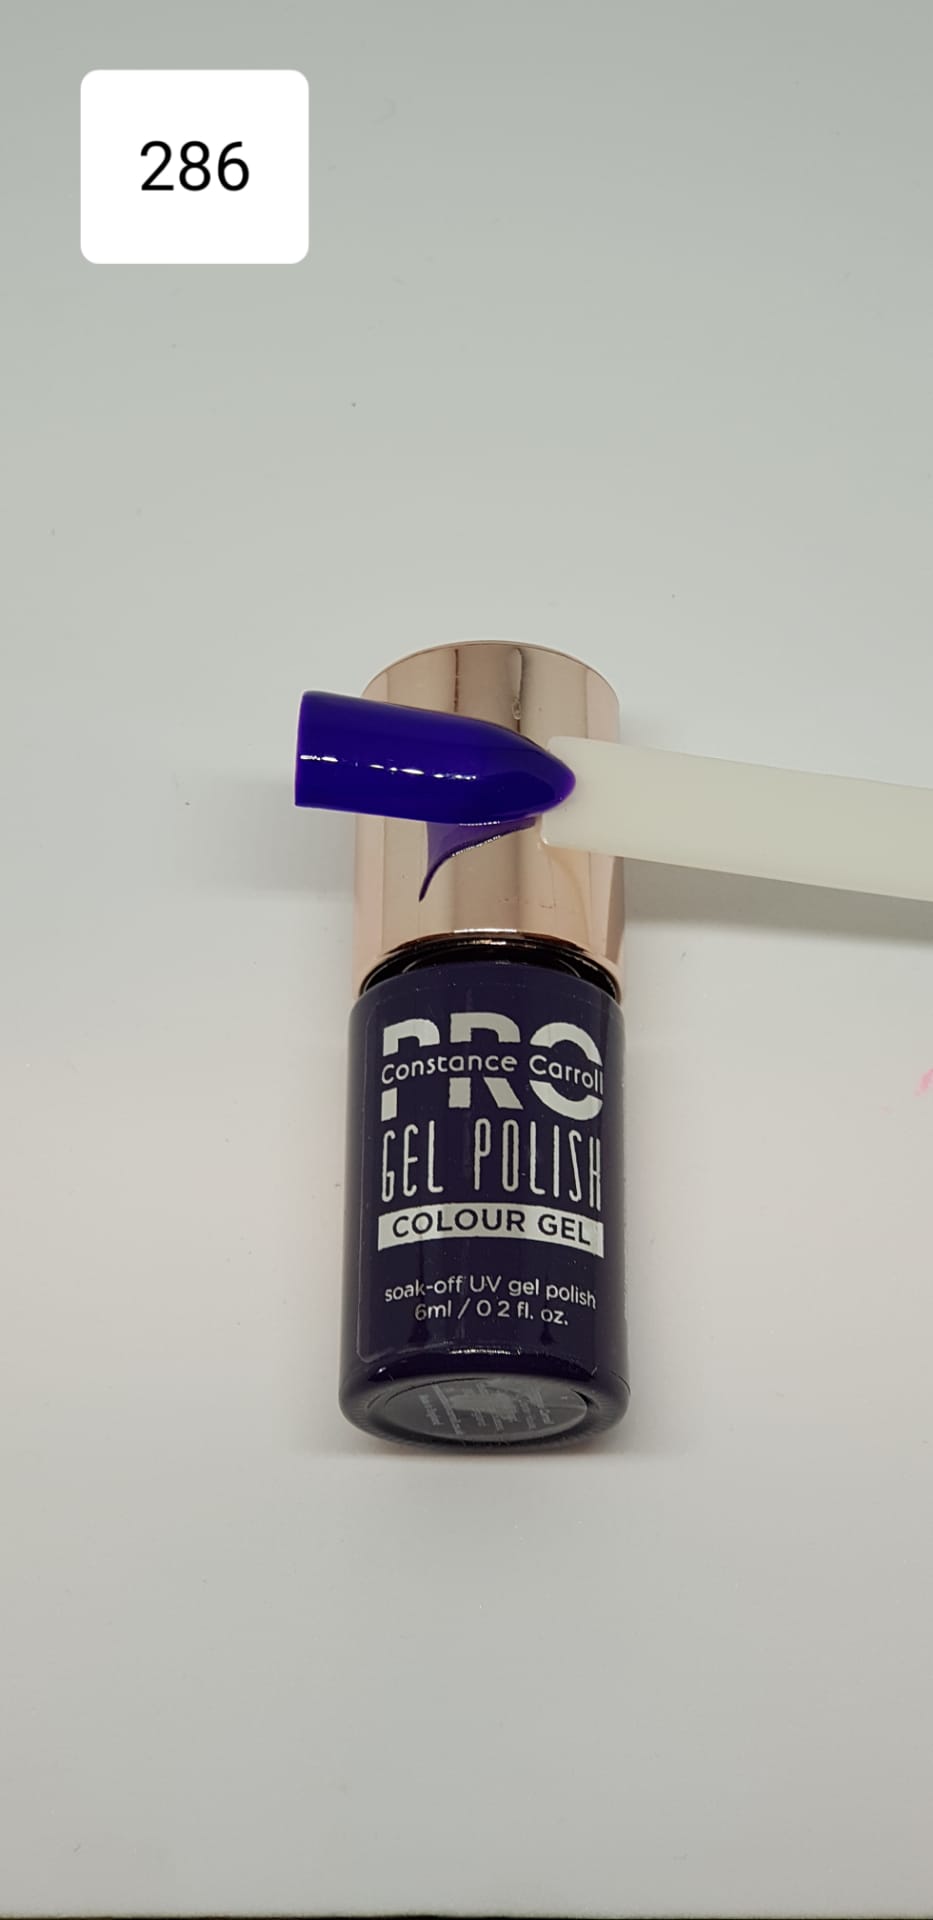 286
PRO
Constance Carroll
GEL POLISH
COLOUR GEL
soak-off UV gel polish
6ml / 0 2 fl. oz.